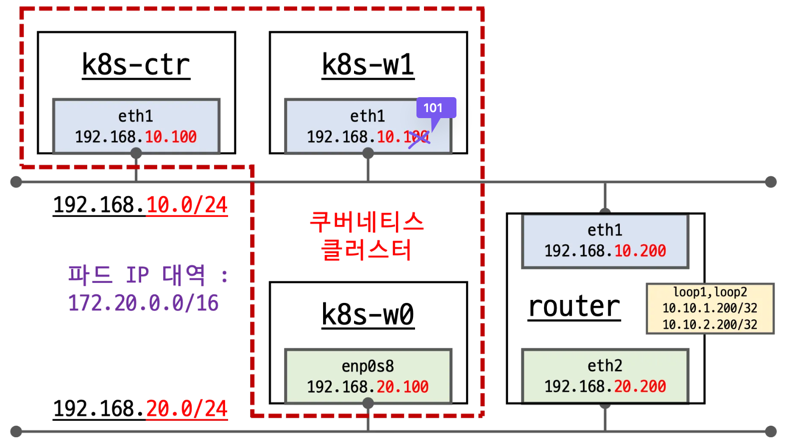 k8s-ctr
eth1
192.168.10.100
k8s-w1
101
eth1
192.168.10.100
192.168.10.0/24
쿠버네티스
클러스터
파드 IP 대역 :
172.20.0.0/16
eth1
192.168.10.200
router
loop1,loop2
10.10.1.200/32
10.10.2.200/32
eth2
192.168.20.200
k8s-w0
enp0s8
192.168.20.100
192.168.20.0/24